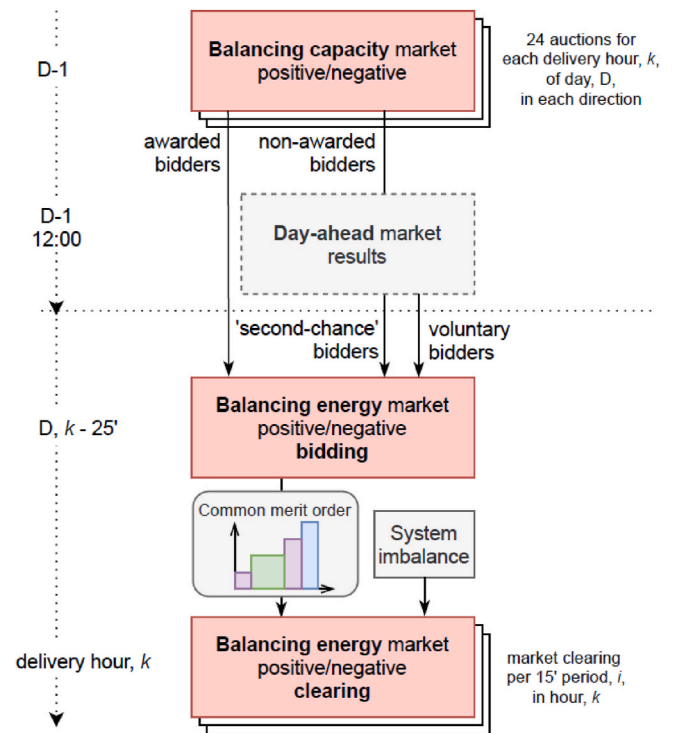 Balancing capacity market
positive/negative
24 auctions for
each delivery hour, k,
of day, D,
in each direction
D-1
awarded
bidders
non-awarded
bidders
D-1
12:00
Day-ahead market
results
'second-chance'
bidders
voluntary
bidders
D, k - 25'
Balancing energy market
positive/negative
bidding
Common merit order
System
imbalance
delivery hour, k
Balancing energy market
positive/negative
clearing
market clearing
per 15' period, i,
in hour, k